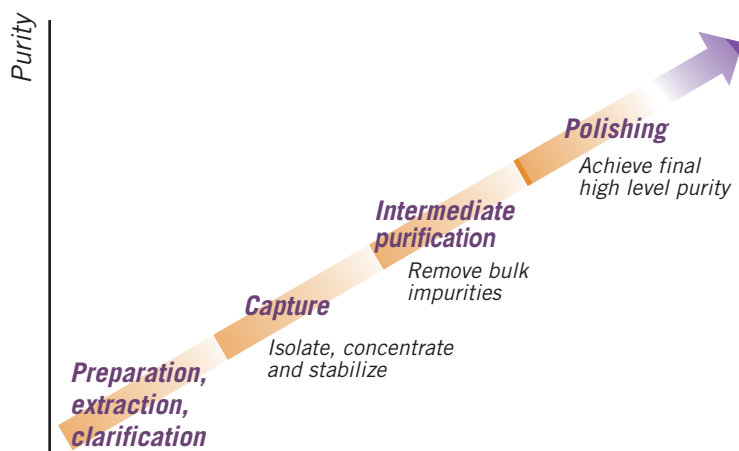 Purity
Polishing
Achieve final
high level purity
Intermediate
purification
Remove bulk
impurities
Capture
Isolate, concentrate
and stabilize
Preparation,
extraction,
clarification